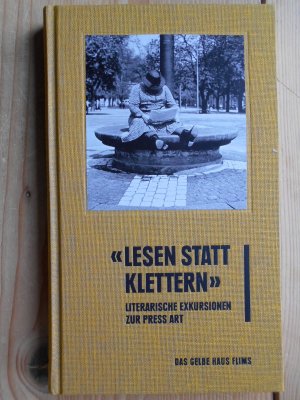 «LESEN STATT
KLETTERN»
LITERARISCHE EXKURSIONEN
ZUR PRESS ART
DAS GELBE HAUS FLIMS